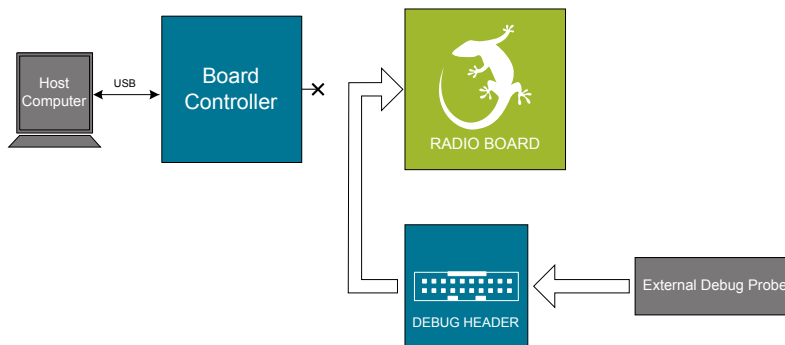 Host
Computer
USB
Board
Controller
RADIO BOARD
DEBUG HEADER
External Debug Probe